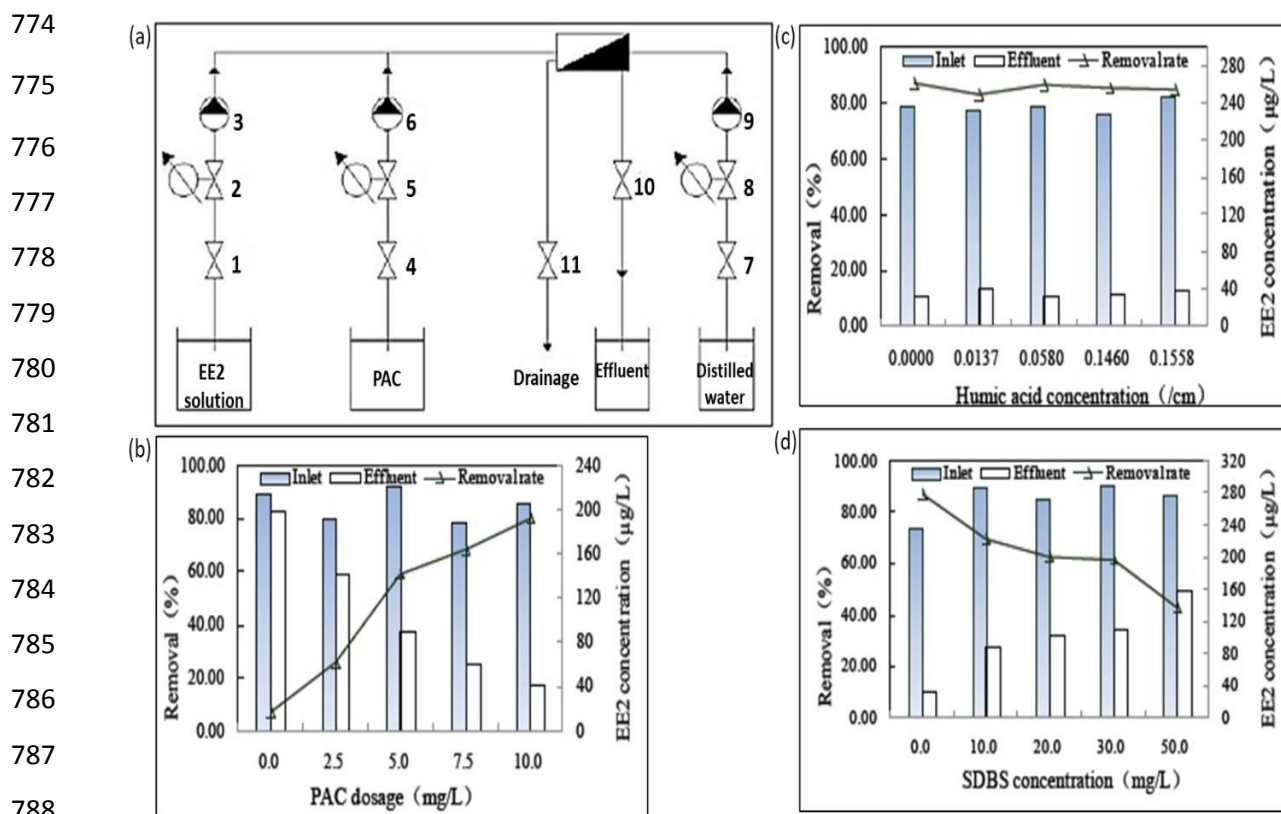 774
775
776
777
778
779
780
781
782
783
784
785
786
787
788
(a)
3
6
9
2
5
10
8
1
4
11
7
EE2
solution
PAC
Drainage
Effluent
Distilled
water
(c)
100.00
80.00
60.00
40.00
20.00
0.00
Removal (%)
Inlet
Effluent
Removal rate
280
240
200
160
120
80
40
0
EE2 concentration (µg/L)
0.0000 0.0137 0.0580 0.1460 0.1558
Humic acid concentration (/cm)
(b)
100.00
80.00
60.00
40.00
20.00
0.00
Removal (%)
Inlet
Effluent
Removal rate
240
200
160
120
80
40
0
EE2 concentration (µg/L)
0.0 2.5 5.0 7.5 10.0
PAC dosage (mg/L)
(d)
100.00
80.00
60.00
40.00
20.00
0.00
Removal (%)
Inlet
Effluent
Removal rate
320
280
240
200
160
120
80
40
0
EE2 concentration (µg/L)
0.0 10.0 20.0 30.0 50.0
SDBS concentration (mg/L)